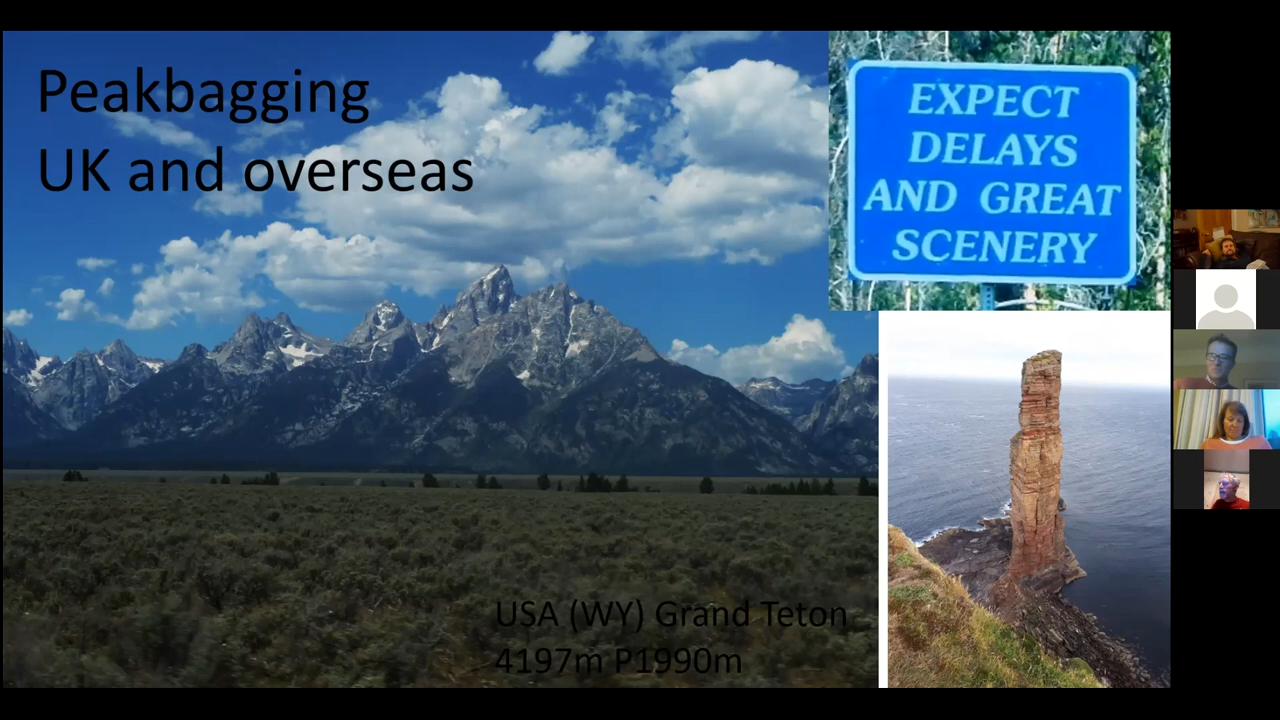 Peakbagging
UK and overseas
EXPECT
DELAYS
AND GREAT
SCENERY
USA (WY) Grand Teton
4197m P1990m